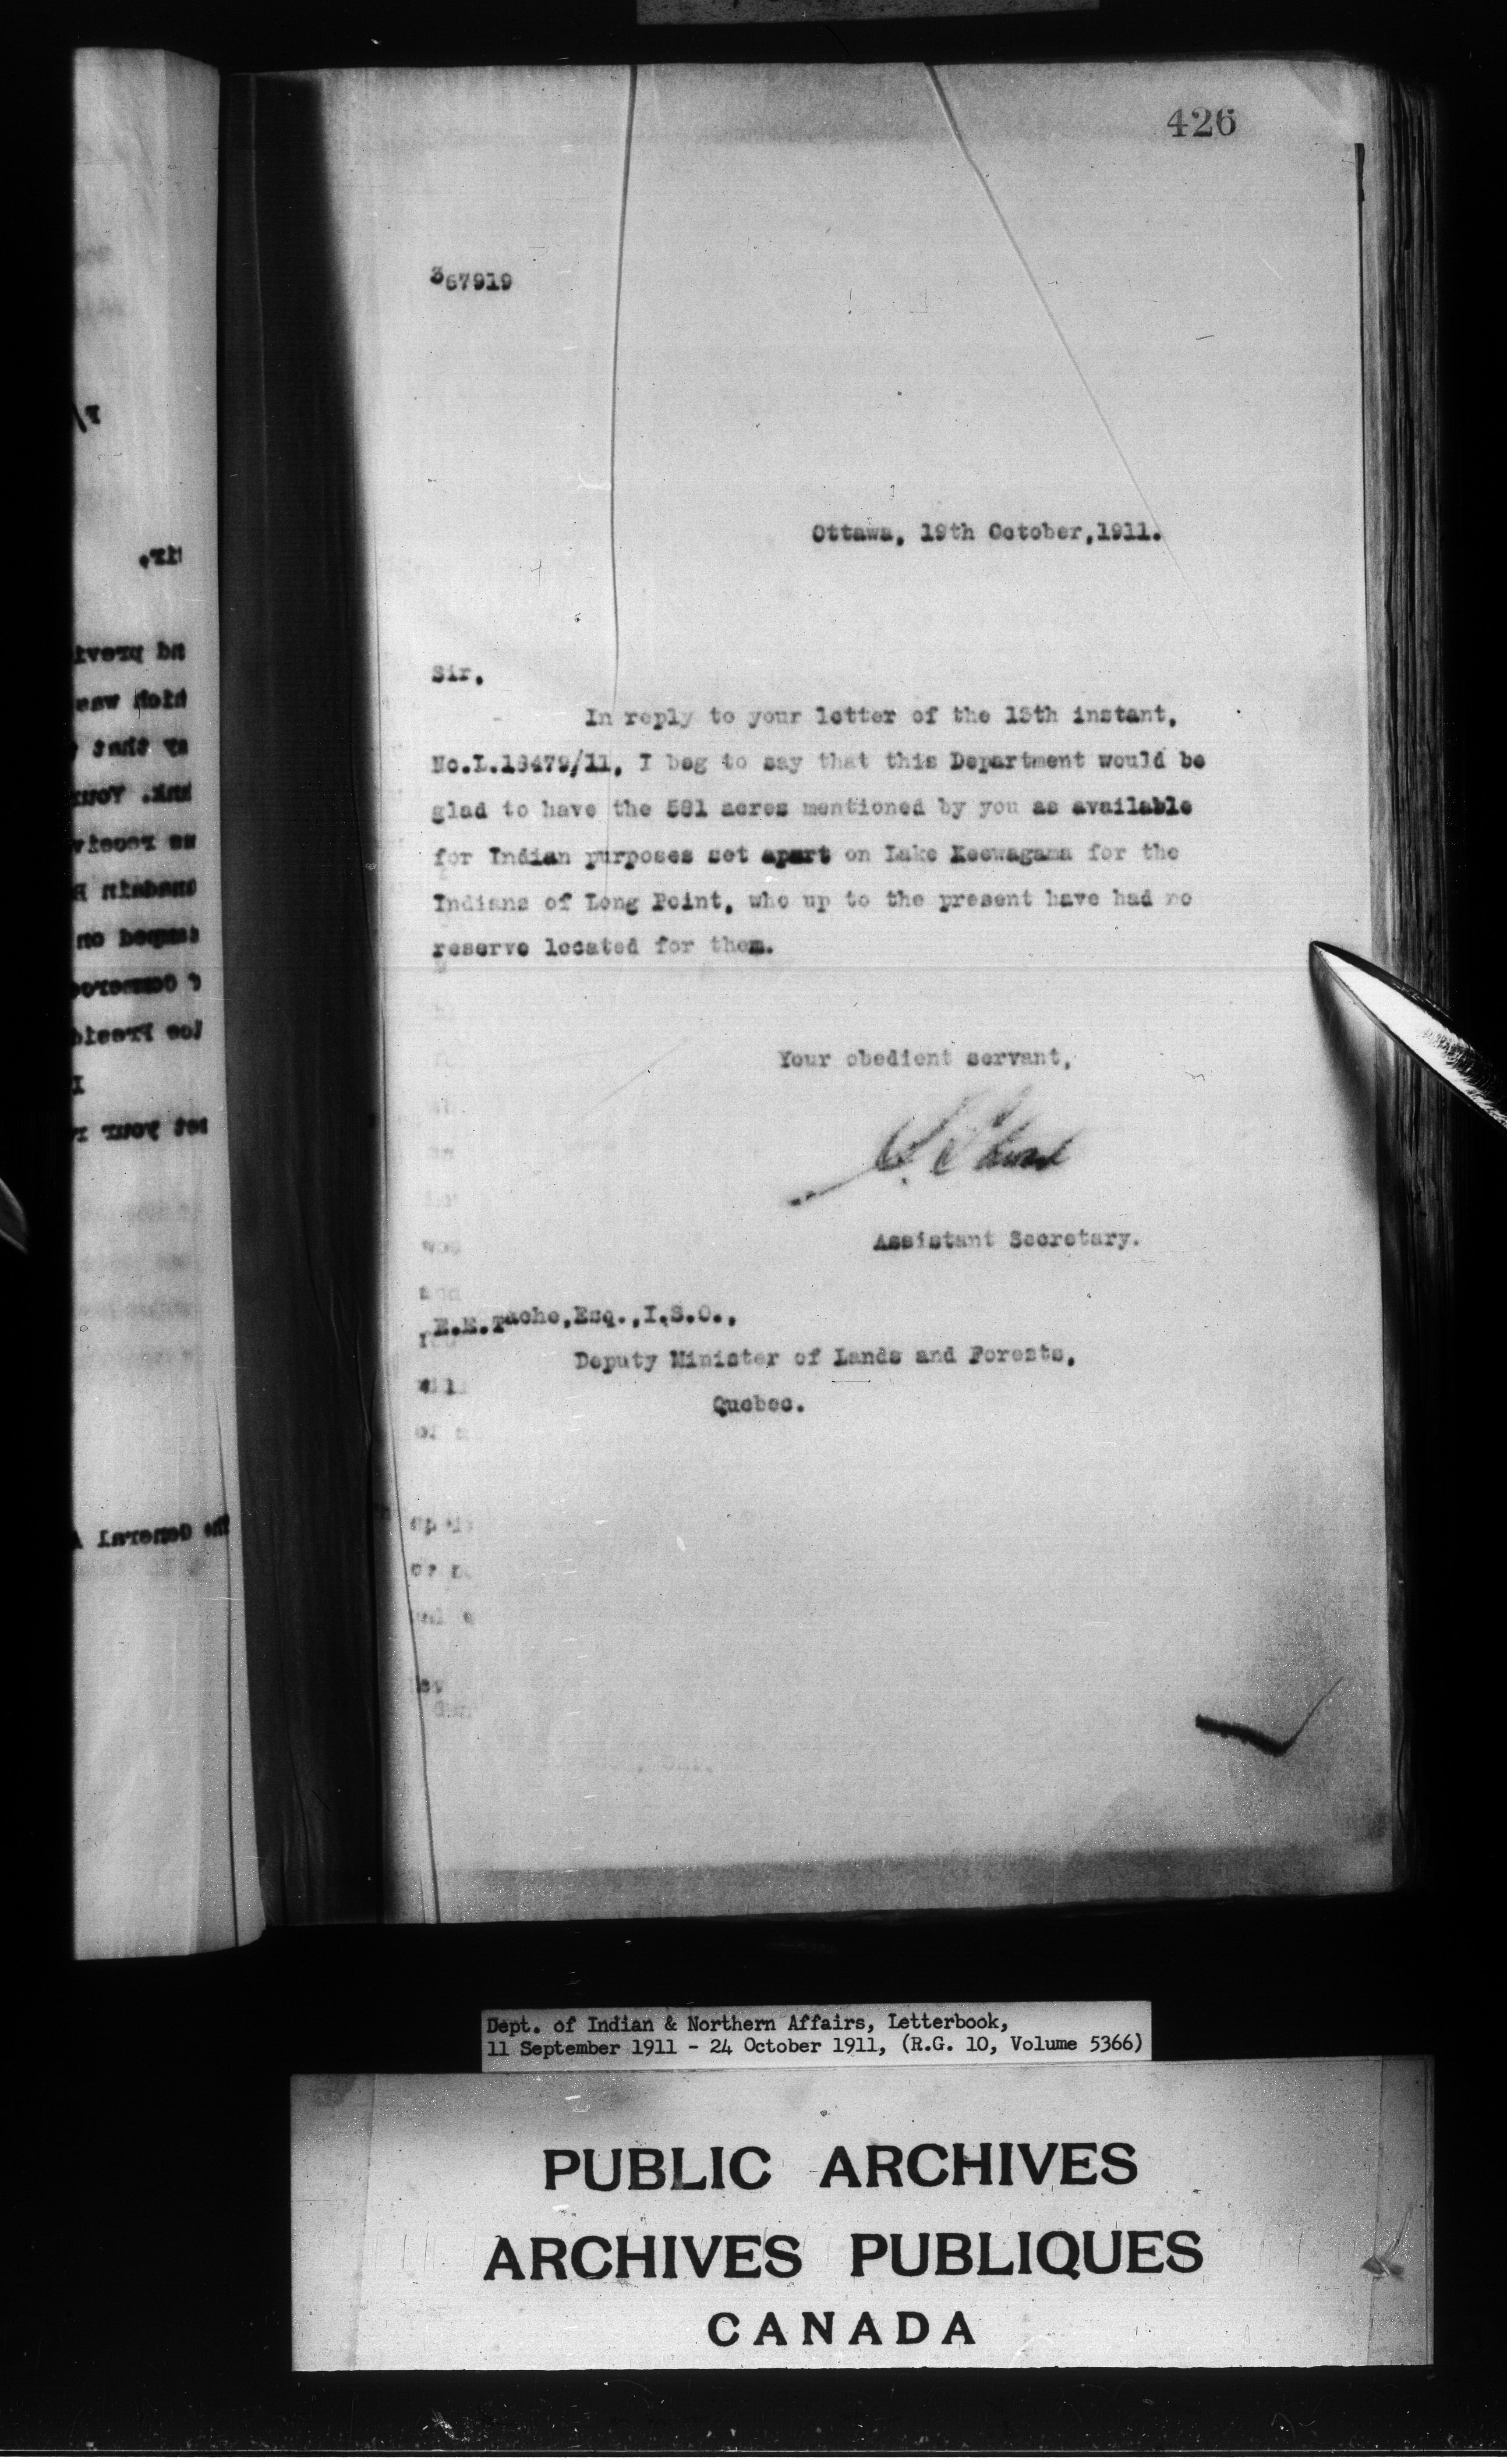 426
367919
Ottawa, 19th October,1911.
Sir,
In reply to your letter of the 13th instant,
No.L.18479/11, I beg to say that this Department would be
glad to have the 581 acres mentioned by you as available
for Indian purposes set apart on Lake Keewagama for the
Indians of Long Point, who up to the present have had no
reserve located for them.
Your obedient servant,
Assistant Secretary.
E.E.Tache,Esq.,I.S.O.,
Deputy Minister of Lands and Forests,
Quebec.
Dept. of Indian & Northern Affairs, Letterbook,
11 September 1911 - 24 October 1911, (R.G. 10, Volume 5366)
PUBLIC ARCHIVES
ARCHIVES PUBLIQUES
CANADA